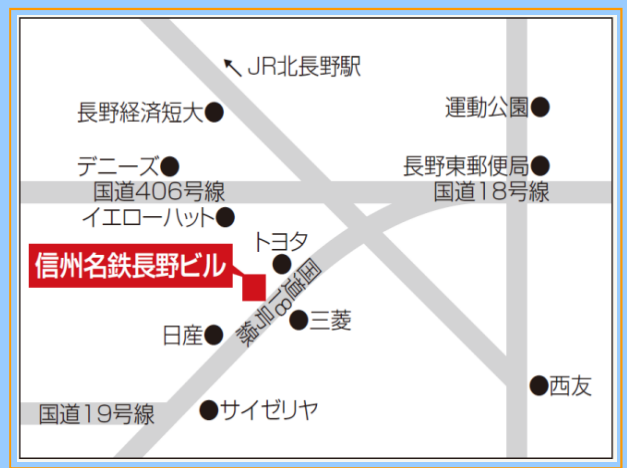 JR北長野駅
長野経済短大
運動公園
デニーズ
長野東郵便局
国道406号線
国道18号線
イエローハット
トヨタ
信州名鉄長野ビル
国道18号線
三菱
日産
西友
国道19号線
サイゼリヤ